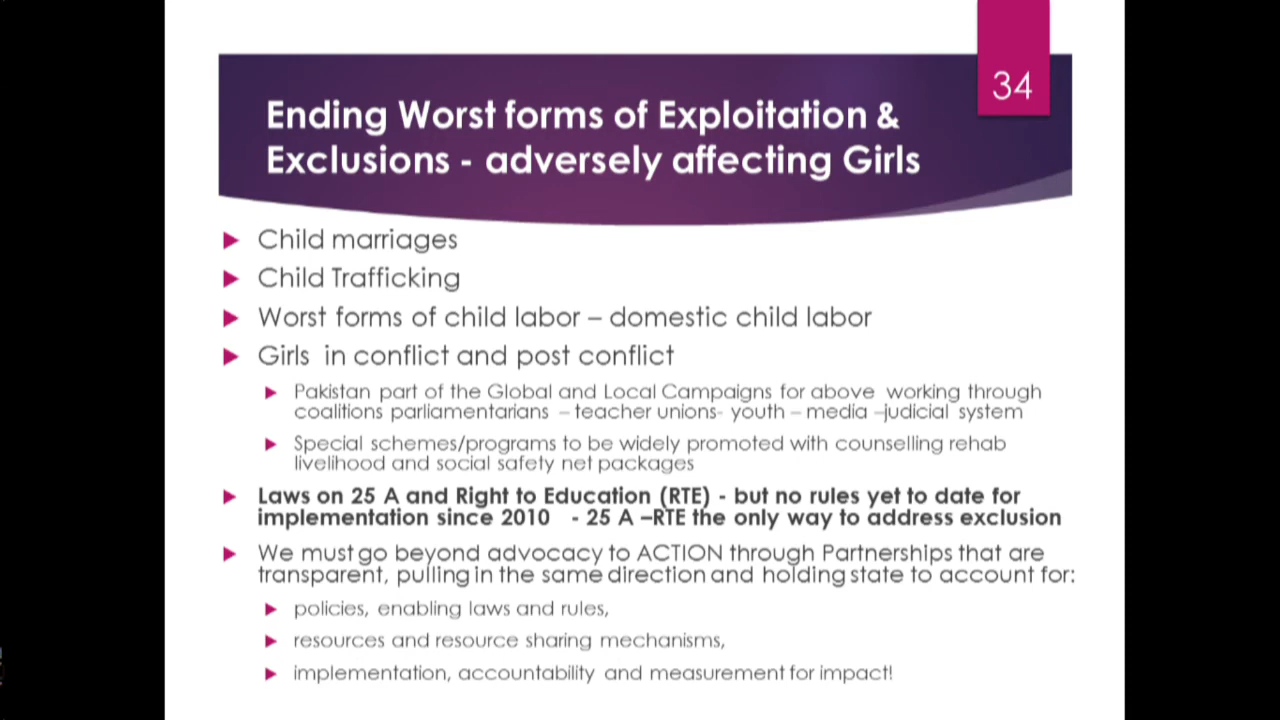 34
Ending Worst forms of Exploitation &
Exclusions - adversely affecting Girls
Child marriages
Child Trafficking
Worst forms of child labor – domestic child labor
Girls in conflict and post conflict
Pakistan part of the Global and Local Campaigns for above working through
coalitions parliamentarians – teacher unions- youth – media –judicial system
Special schemes/programs to be widely promoted with counselling rehab
livelihood and social safety net packages
Laws on 25 A and Right to Education (RTE) - but no rules yet to date for
implementation since 2010 - 25 A –RTE the only way to address exclusion
We must go beyond advocacy to ACTION through Partnerships that are
transparent, pulling in the same direction and holding state to account for:
policies, enabling laws and rules,
resources and resource sharing mechanisms,
implementation, accountability and measurement for impact!